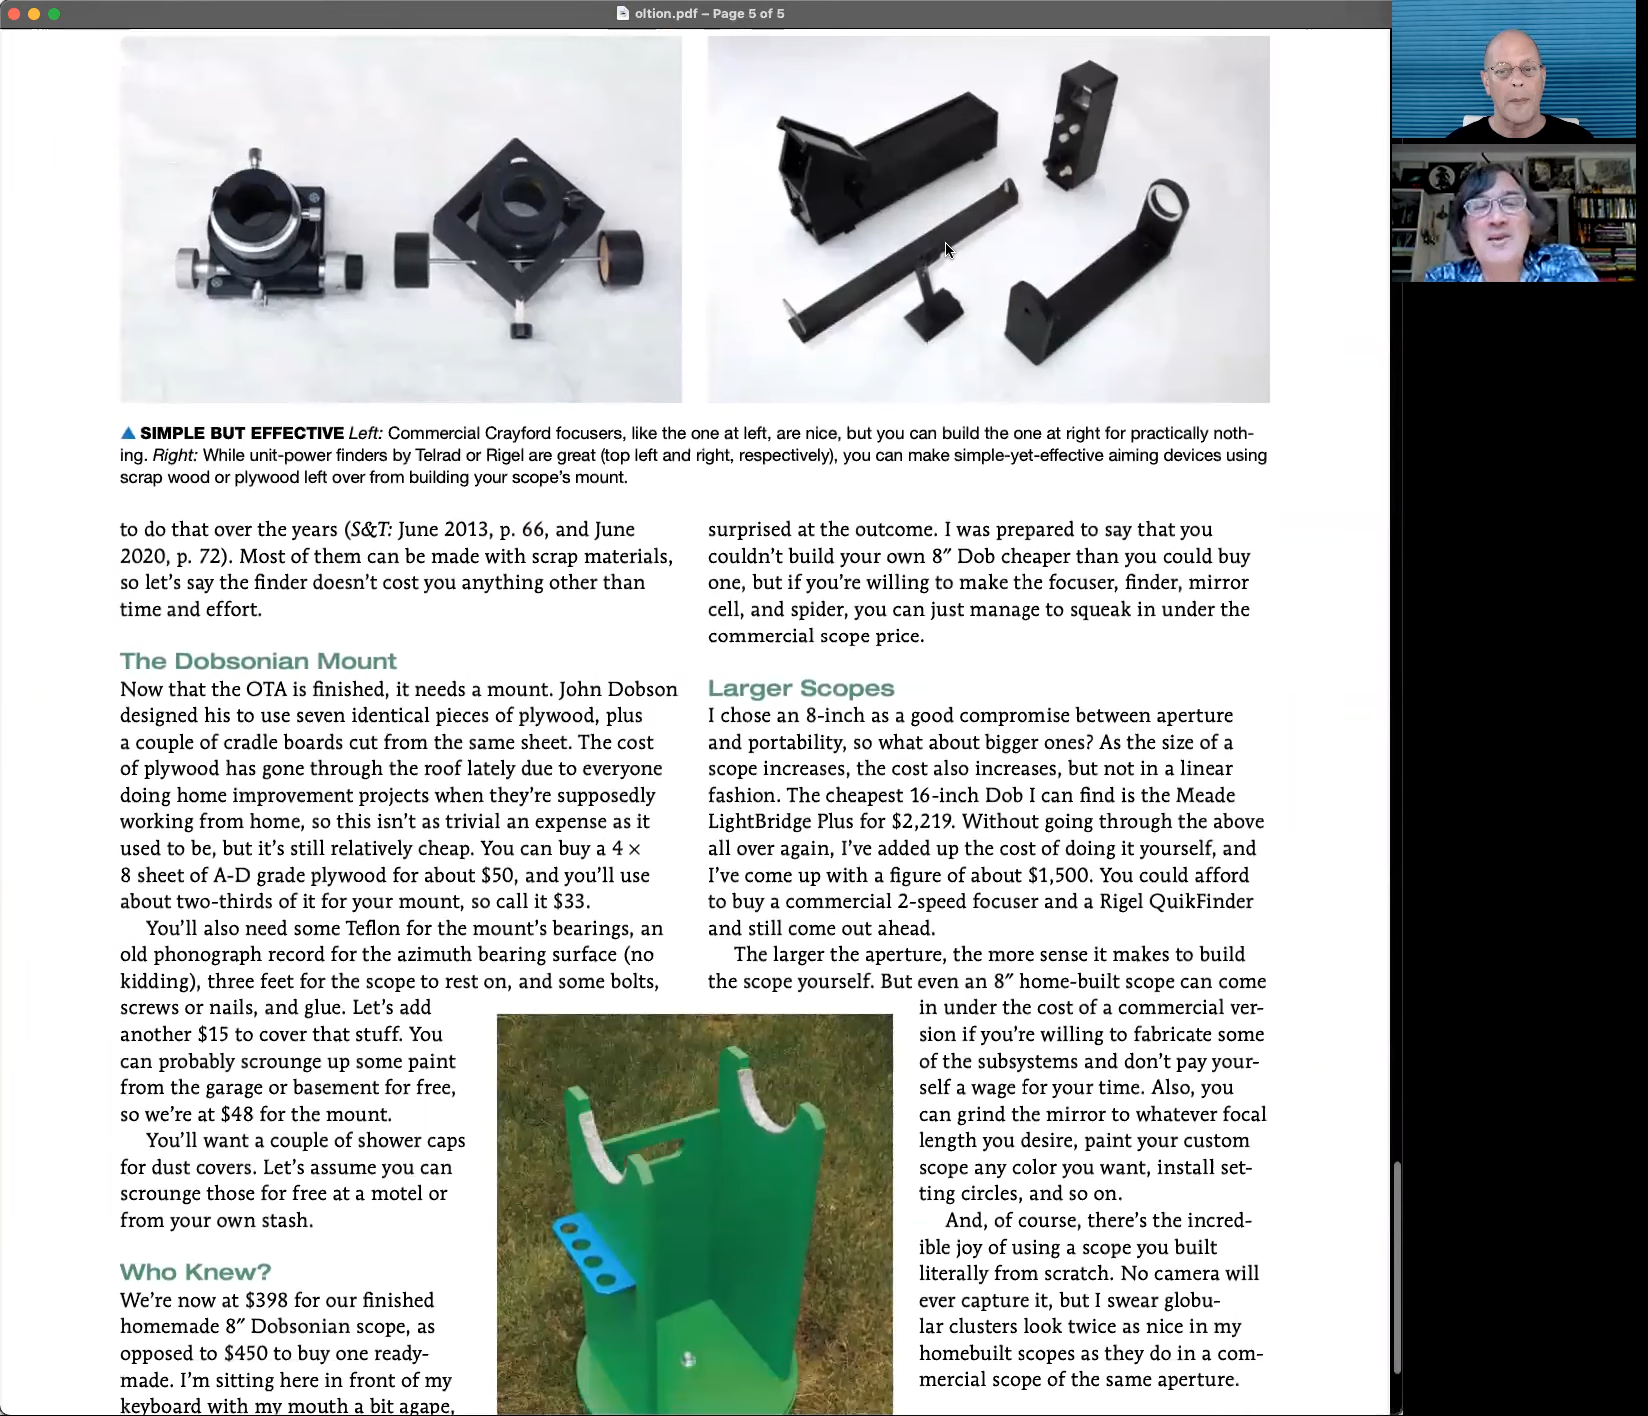 oltion.pdf – Page 5 of 5
▲ SIMPLE BUT EFFECTIVE Left: Commercial Crayford focusers, like the one at left, are nice, but you can build the one at right for practically noth-
ing. Right: While unit-power finders by Telrad or Rigel are great (top left and right, respectively), you can make simple-yet-effective aiming devices using
scrap wood or plywood left over from building your scope's mount.
to do that over the years (S&T: June 2013, p. 66, and June
2020, p. 72). Most of them can be made with scrap materials,
so let's say the finder doesn't cost you anything other than
time and effort.
The Dobsonian Mount
Now that the OTA is finished, it needs a mount. John Dobson
designed his to use seven identical pieces of plywood, plus
a couple of cradle boards cut from the same sheet. The cost
of plywood has gone through the roof lately due to everyone
doing home improvement projects when they're supposedly
working from home, so this isn't as trivial an expense as it
used to be, but it's still relatively cheap. You can buy a 4 ×
8 sheet of A-D grade plywood for about $50, and you'll use
about two-thirds of it for your mount, so call it $33.
You'll also need some Teflon for the mount's bearings, an
old phonograph record for the azimuth bearing surface (no
kidding), three feet for the scope to rest on, and some bolts,
screws or nails, and glue. Let's add
another $15 to cover that stuff. You
can probably scrounge up some paint
from the garage or basement for free,
so we're at $48 for the mount.
You'll want a couple of shower caps
for dust covers. Let's assume you can
scrounge those for free at a motel or
from your own stash.
Who Knew?
We're now at $398 for our finished
homemade 8″ Dobsonian scope, as
opposed to $450 to buy one ready-
made. I'm sitting here in front of my
keyboard with my mouth a bit agape,
surprised at the outcome. I was prepared to say that you
couldn't build your own 8″ Dob cheaper than you could buy
one, but if you're willing to make the focuser, finder, mirror
cell, and spider, you can just manage to squeak in under the
commercial scope price.
Larger Scopes
I chose an 8-inch as a good compromise between aperture
and portability, so what about bigger ones? As the size of a
scope increases, the cost also increases, but not in a linear
fashion. The cheapest 16-inch Dob I can find is the Meade
LightBridge Plus for $2,219. Without going through the above
all over again, I've added up the cost of doing it yourself, and
I've come up with a figure of about $1,500. You could afford
to buy a commercial 2-speed focuser and a Rigel QuikFinder
and still come out ahead.
The larger the aperture, the more sense it makes to build
the scope yourself. But even an 8″ home-built scope can come
in under the cost of a commercial ver-
sion if you're willing to fabricate some
of the subsystems and don't pay your-
self a wage for your time. Also, you
can grind the mirror to whatever focal
length you desire, paint your custom
scope any color you want, install set-
ting circles, and so on.
And, of course, there's the incred-
ible joy of using a scope you built
literally from scratch. No camera will
ever capture it, but I swear globu-
lar clusters look twice as nice in my
homebuilt scopes as they do in a com-
mercial scope of the same aperture.